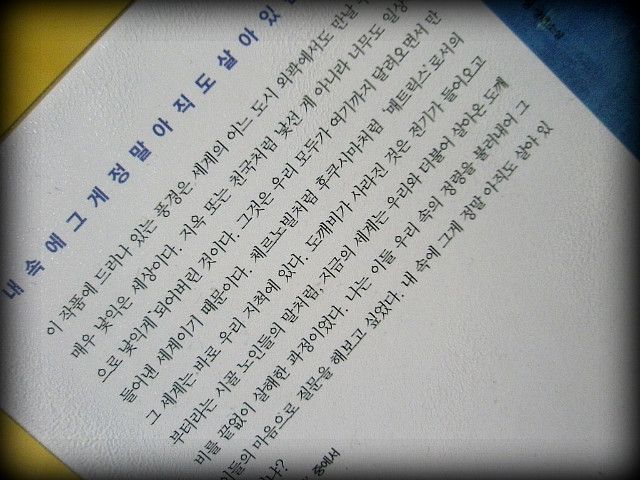 내 속에 그게 정말 아직도 살아 있
이 작품에 드러나 있는 풍경은 세계의 어느 도시 외곽에서도 만날 수
매우 낯익은 세상이다. 지옥 또는 천국처럼 낯선 게 아니라 너무도 일상
으로 낯익게 되어버린 것이다. 그것은 우리 모두가 여기까지 달려오면서 만
들어낸 세계이기 때문이다. 체르노빌처럼 후쿠시마처럼 '매트릭스'로서의
그 세계는 바로 우리 지척에 있다. 도깨비가 사라진 것은 전기가 들어오고
부터라는 시골 노인들의 말처럼, 지금의 세계는 우리와 더불어 살아온 도깨
비를 끝없이 살해한 과정이었다. 나는 이들 우리 속의 정령을 불러내어 그
이들의 마음으로 질문을 해보고 싶었다. 내 속에 그게 정말 아직도 살아 있
나?
중에서